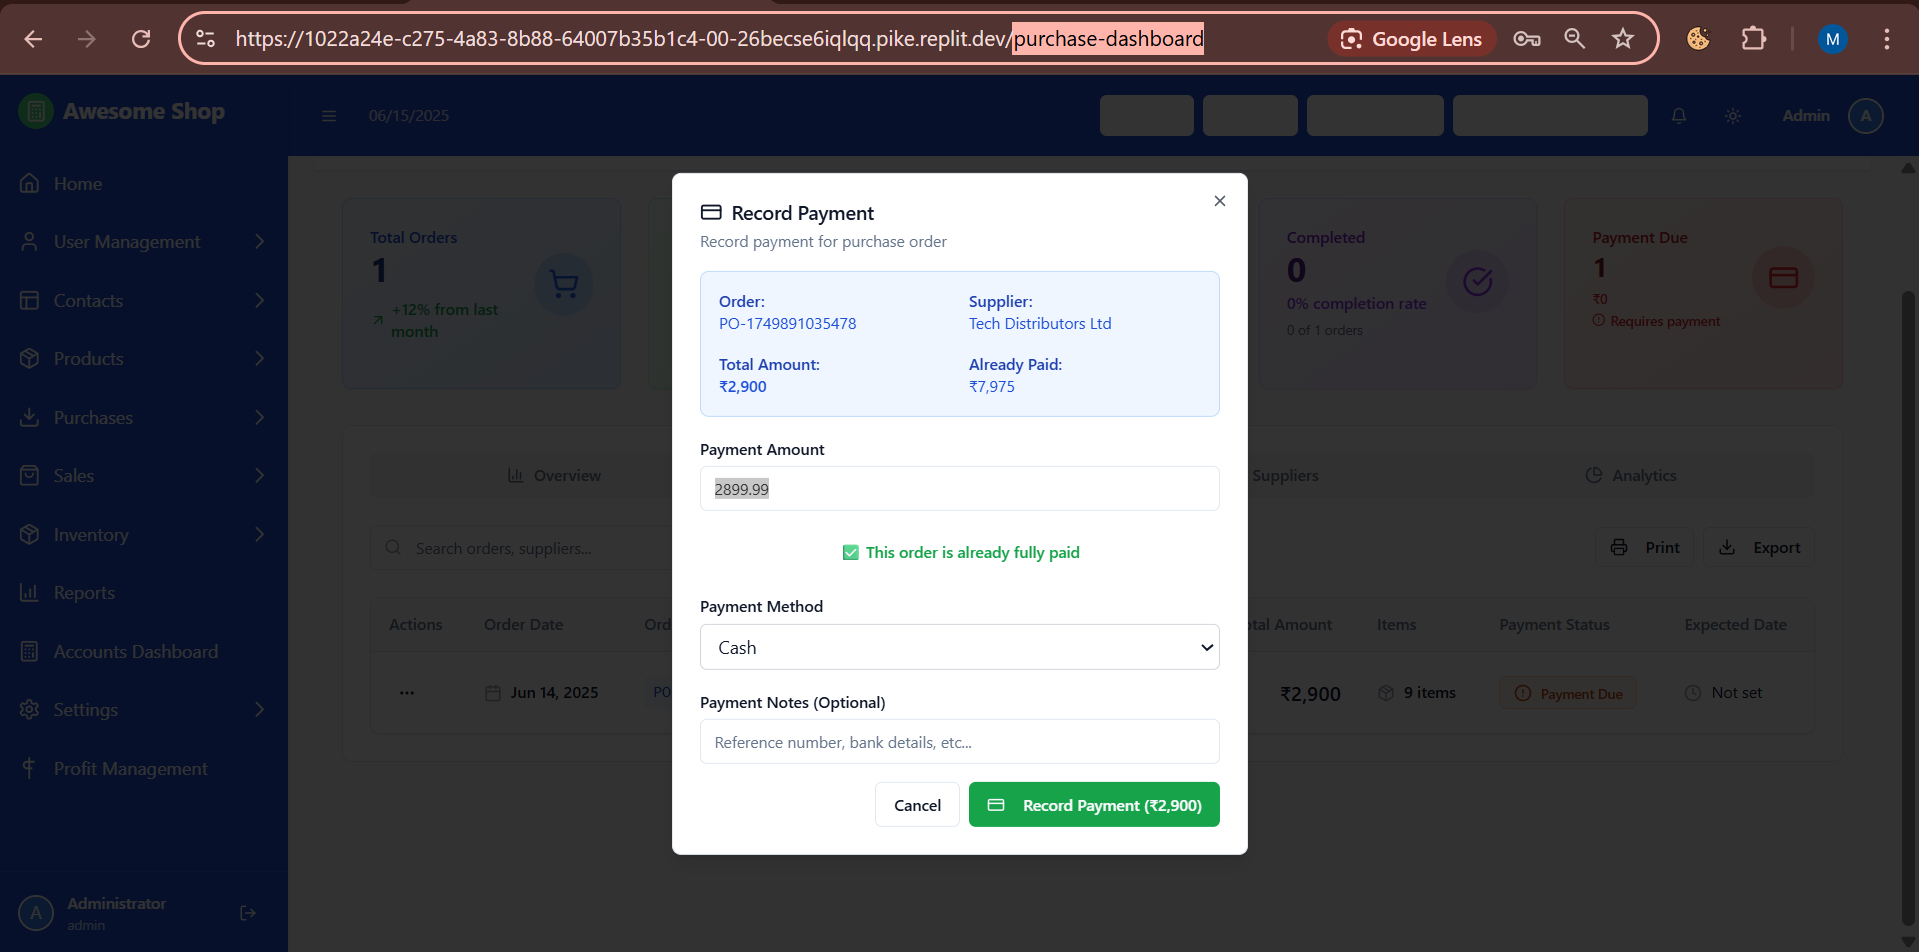 https://1022a24e-c275-4a83-8b88-64007b35b1c4-00-26becse6iqlqq.pike.replit.dev/purchase-dashboard
Google Lens
M
Awesome Shop
06/15/2025
Admin
A
Home
User Management
Contacts
Products
Purchases
Sales
Inventory
Reports
Accounts Dashboard
Settings
Profit Management
A
Administrator
admin
Total Orders
1
+12% from last
month
Completed
0
0% completion rate
0 of 1 orders
Payment Due
1
₹0
Requires payment
Overview
Suppliers
Analytics
Search orders, suppliers...
Print
Export
Actions
Order Date
Ord
tal Amount
Items
Payment Status
Expected Date
Jun 14, 2025
PO
₹2,900
9 items
Payment Due
Not set
Record Payment
Record payment for purchase order
Order:
PO-1749891035478
Supplier:
Tech Distributors Ltd
Total Amount:
₹2,900
Already Paid:
₹7,975
Payment Amount
2899.99
✅ This order is already fully paid
Payment Method
Cash
Payment Notes (Optional)
Reference number, bank details, etc...
Cancel
Record Payment (₹2,900)